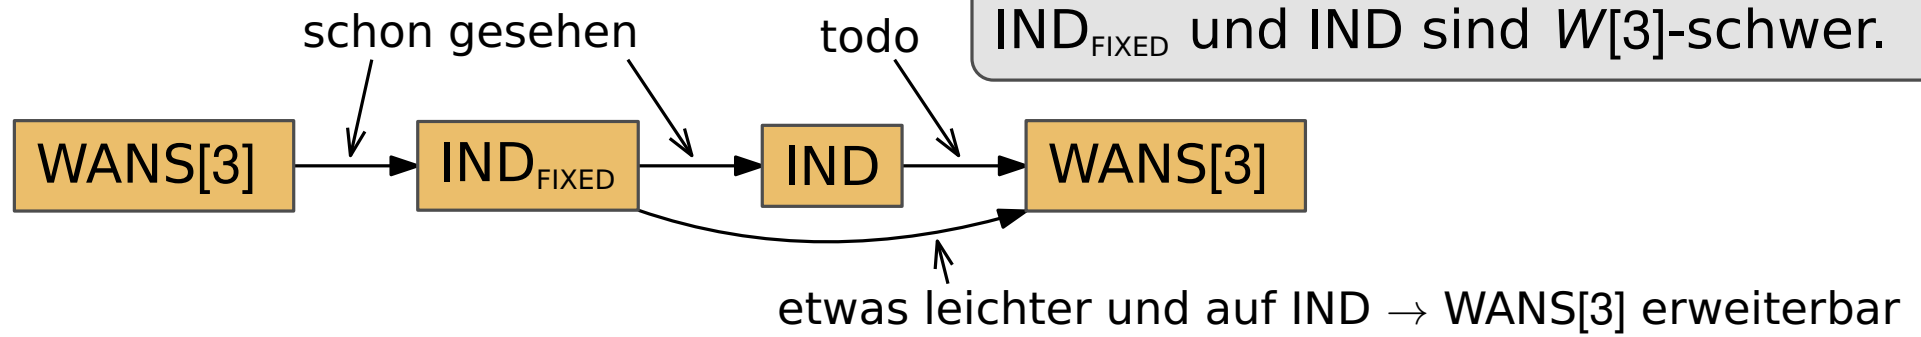 schon gesehen
todo
IND_FIXED und IND sind W[3]-schwer.
WANS[3]
IND_FIXED
IND
WANS[3]
etwas leichter und auf IND → WANS[3] erweiterbar